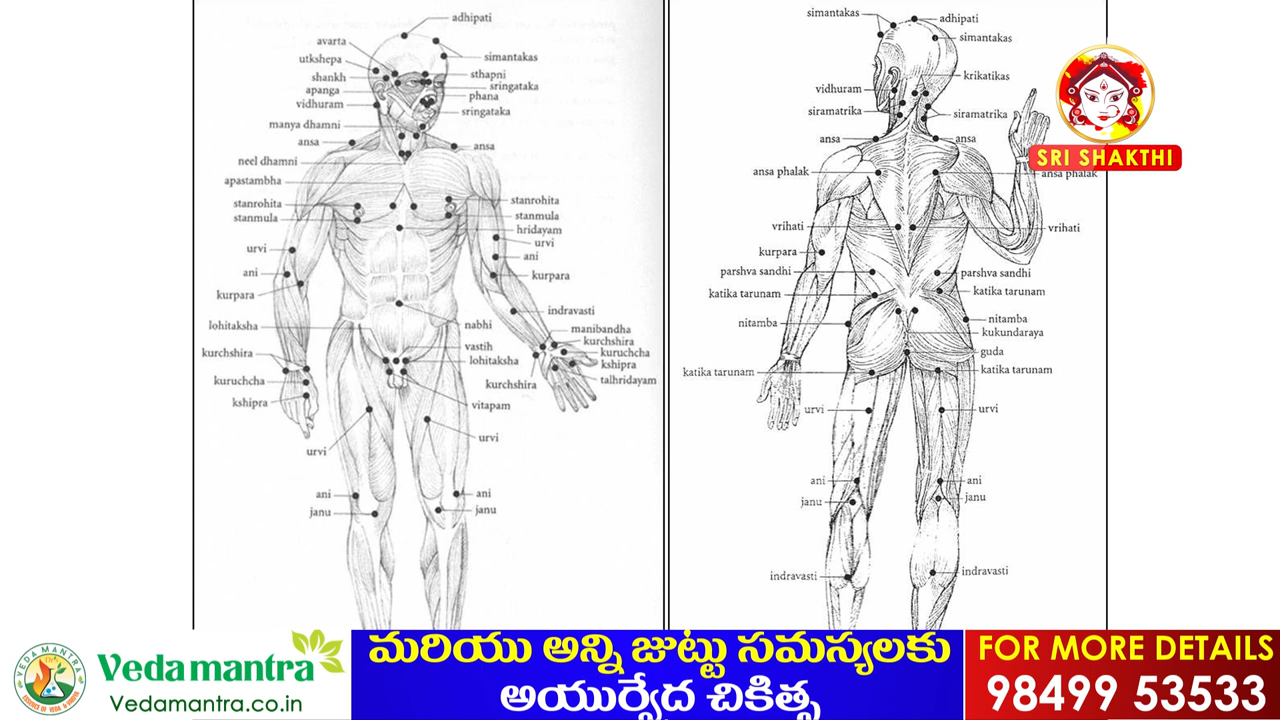 adhipati
avarta
utkshepa
shankh
apanga
vidhuram
manya dhamni
ansa
neel dhamni
apastambha
stanrohita
stanmula
urvi
ani
kurpara
lohitaksha
kurchshira
kuruchcha
kshipra
urvi
ani
janu
simantakas
sthapni
sringataka
phana
sringataka
ansa
stanrohita
stanmula
hridayam
urvi
ani
kurpara
indravasti
nabhi
manibandha
kurchshira
kuruchcha
kshipra
talhridayam
vastih
lohitaksha
kurchshira
vitapam
urvi
ani
janu
simantakas
vidhuram
siramatrika
ansa
ansa phalak
vrihati
kurpara
parshva sandhi
katika tarunam
nitamba
katika tarunam
urvi
ani
janu
indravasti
adhipati
simantakas
krikatikas
siramatrika
ansa
ansa phalak
vrihati
parshva sandhi
katika tarunam
nitamba
kukundaraya
guda
katika tarunam
urvi
ani
janu
indravasti
SRI SHAKTHI
VEDA MANTRA
Vedamantra
Vedamantra.co.in
మరియు అన్ని జుట్టు సమస్యలకు
అయుర్వేద చికిత్స
FOR MORE DETAILS
98499 53533